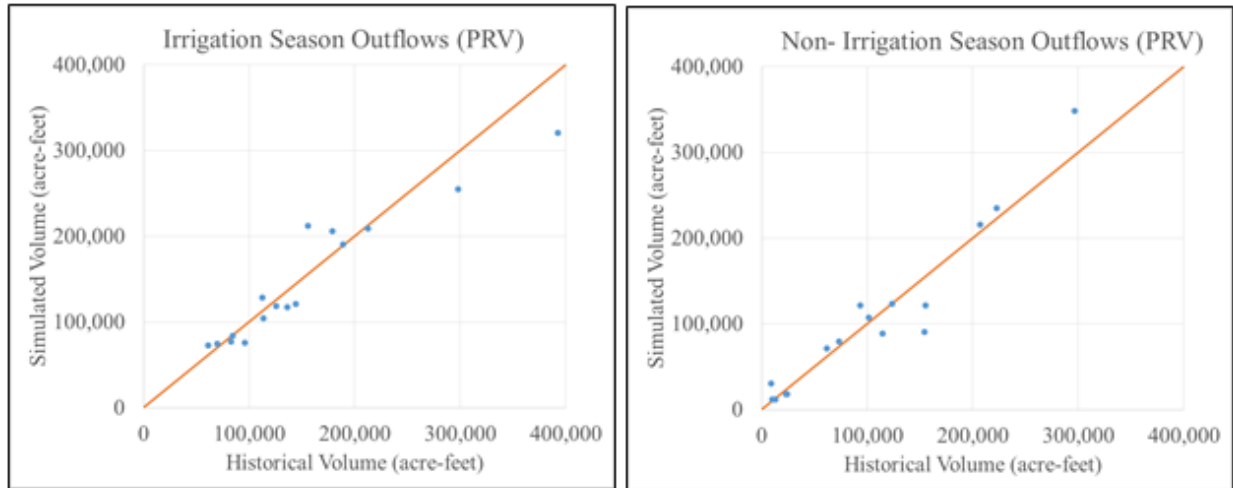 Irrigation Season Outflows (PRV)
400,000
300,000
200,000
100,000
0
Simulated Volume (acre-feet)
0 100,000 200,000 300,000 400,000
Historical Volume (acre-feet)
Non- Irrigation Season Outflows (PRV)
400,000
300,000
200,000
100,000
0
Simulated Volume (acre-feet)
0 100,000 200,000 300,000 400,000
Historical Volume (acre-feet)